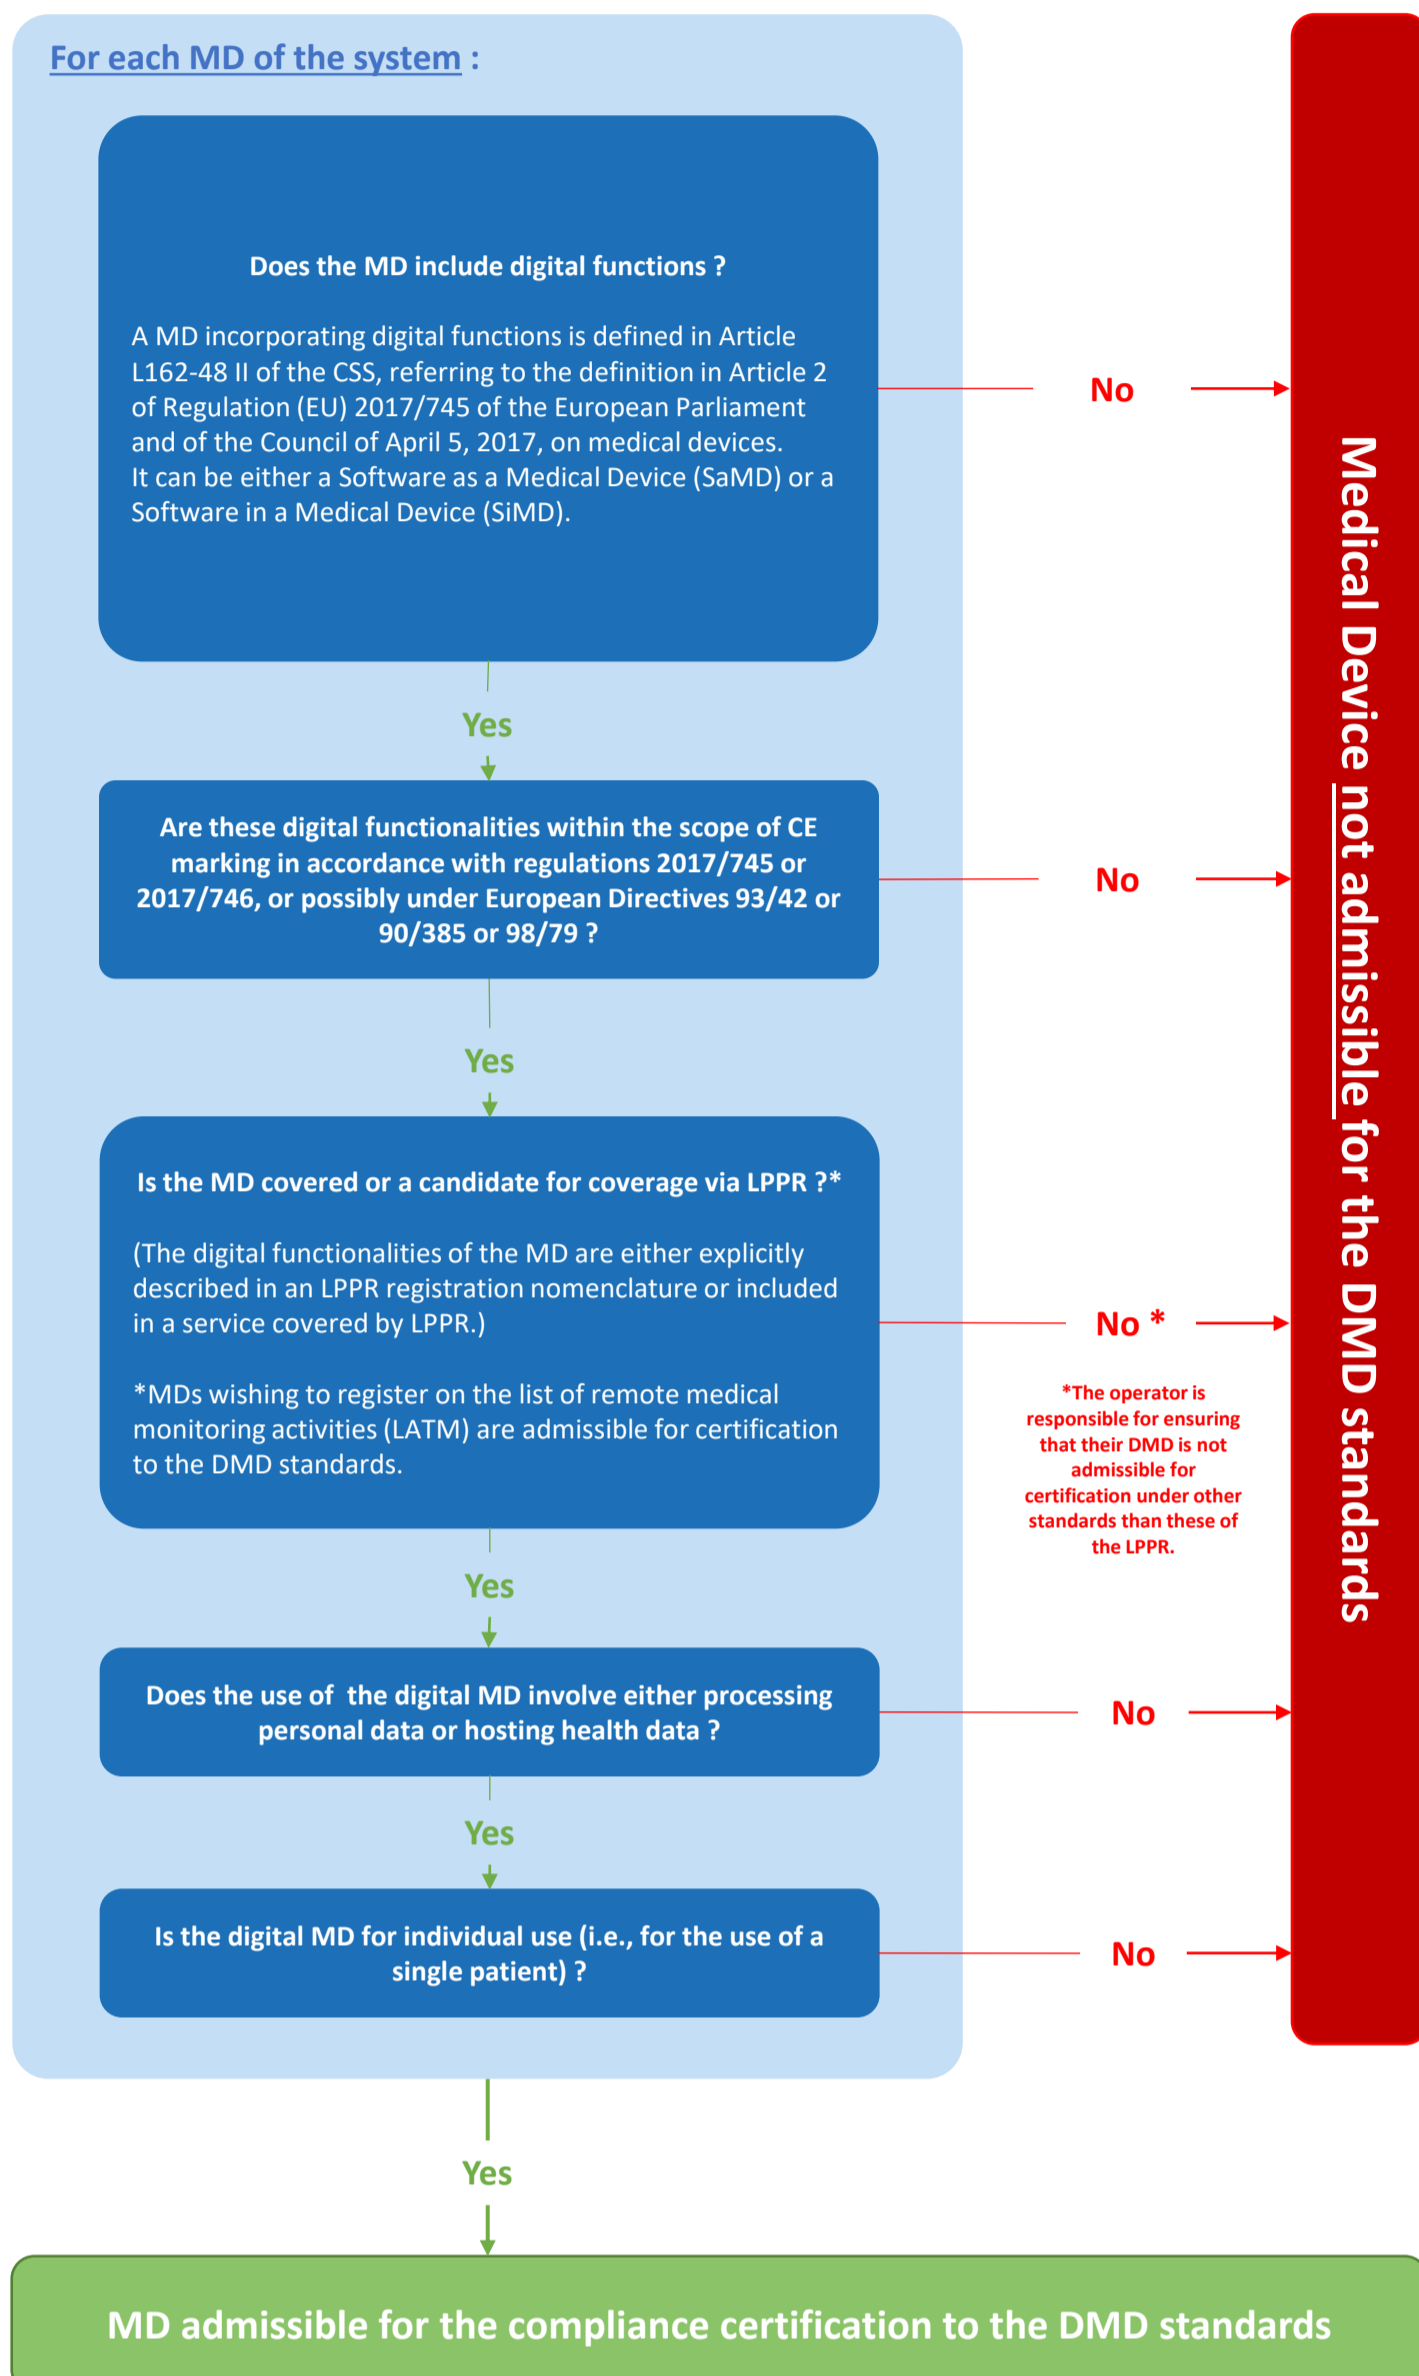 For each MD of the system :
Does the MD include digital functions ?
A MD incorporating digital functions is defined in Article
L162-48 II of the CSS, referring to the definition in Article 2
of Regulation (EU) 2017/745 of the European Parliament
and of the Council of April 5, 2017, on medical devices.
It can be either a Software as a Medical Device (SaMD) or a
Software in a Medical Device (SiMD).
No
Yes
Are these digital functionalities within the scope of CE
marking in accordance with regulations 2017/745 or
2017/746, or possibly under European Directives 93/42 or
90/385 or 98/79 ?
No
Yes
Is the MD covered or a candidate for coverage via LPPR ?*
(The digital functionalities of the MD are either explicitly
described in an LPPR registration nomenclature or included
in a service covered by LPPR.)
*MDs wishing to register on the list of remote medical
monitoring activities (LATM) are admissible for certification
to the DMD standards.
No *
*The operator is
responsible for ensuring
that their DMD is not
admissible for
certification under other
standards than these of
the LPPR.
Yes
Does the use of  the digital MD involve either processing
personal data or hosting health data ?
No
Yes
Is the digital MD for individual use (i.e., for the use of a
single patient) ?
No
Medical Device not admissible for the DMD standards
Yes
MD admissible for the compliance certification to the DMD standards